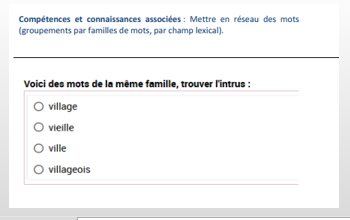 Compétences et connaissances associées : Mettre en réseau des mots
(groupements par familles de mots, par champ lexical).
Voici des mots de la même famille, trouver l'intrus :
village
vieille
ville
villageois